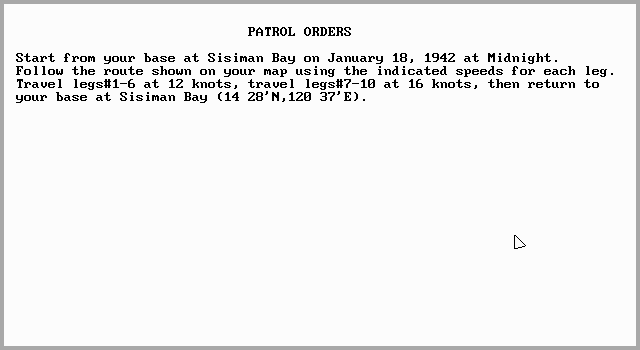 PATROL ORDERS
Start from your base at Sisiman Bay on January 18, 1942 at Midnight.
Follow the route shown on your map using the indicated speeds for each leg.
Travel legs#1-6 at 12 knots, travel legs#7-10 at 16 knots, then return to
your base at Sisiman Bay (14 28'N,120 37'E).